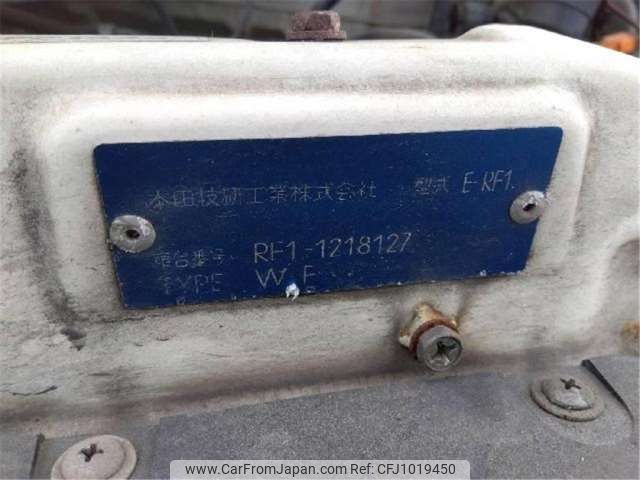 本田技研工業株式会社 型式 E-RF1
車台番号 RF1-1218127
TYPE W E
www.CarFromJapan.com CFJ1019450